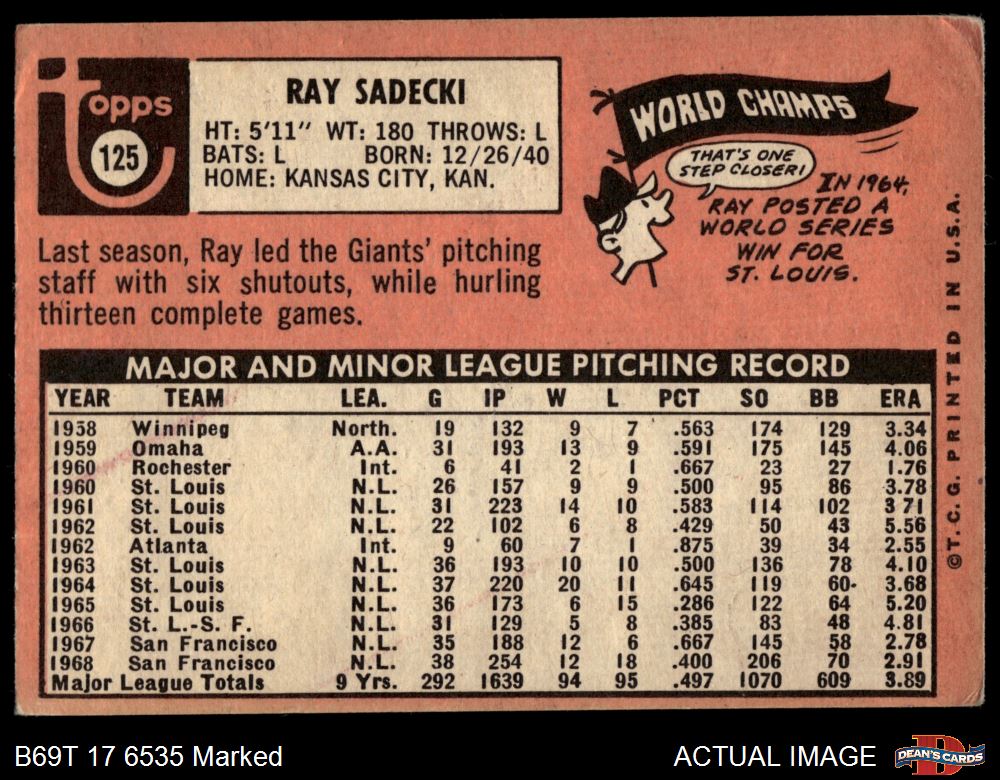 Topps
125
RAY SADECKI
HT: 5'11" WT: 180 THROWS: L
BATS: L BORN: 12/26/40
HOME: KANSAS CITY, KAN.
WORLD CHAMPS
THAT'S ONE
STEP CLOSER!
IN 1964,
RAY POSTED A
WORLD SERIES
WIN FOR
ST. LOUIS.
Last season, Ray led the Giants' pitching
staff with six shutouts, while hurling
thirteen complete games.
MAJOR AND MINOR LEAGUE PITCHING RECORD
YEAR TEAM LEA. G IP W L PCT SO BB ERA
1958 Winnipeg North. 19 132 9 7 .563 174 129 3.34
1959 Omaha A.A. 31 193 13 9 .591 175 145 4.06
1960 Rochester Int. 6 41 2 1 .667 23 27 1.76
1960 St. Louis N.L. 26 157 9 9 .500 95 86 3.78
1961 St. Louis N.L. 31 223 14 10 .583 114 102 3.71
1962 St. Louis N.L. 22 102 6 8 .429 50 43 5.56
1962 Atlanta Int. 9 60 7 1 .875 39 34 2.55
1963 St. Louis N.L. 36 193 10 10 .500 136 78 4.10
1964 St. Louis N.L. 37 220 20 11 .645 119 60 3.68
1965 St. Louis N.L. 36 173 6 15 .286 122 64 5.20
1966 St. L.-S. F. N.L. 31 129 5 8 .385 83 48 4.81
1967 San Francisco N.L. 35 188 12 6 .667 145 58 2.78
1968 San Francisco N.L. 38 254 12 18 .400 206 70 2.91
Major League Totals 9 Yrs. 292 1639 94 95 .497 1070 609 3.89
©T.C.G. PRINTED IN U.S.A.
B69T 17 6535 Marked
ACTUAL IMAGE
DEAN'S CARDS